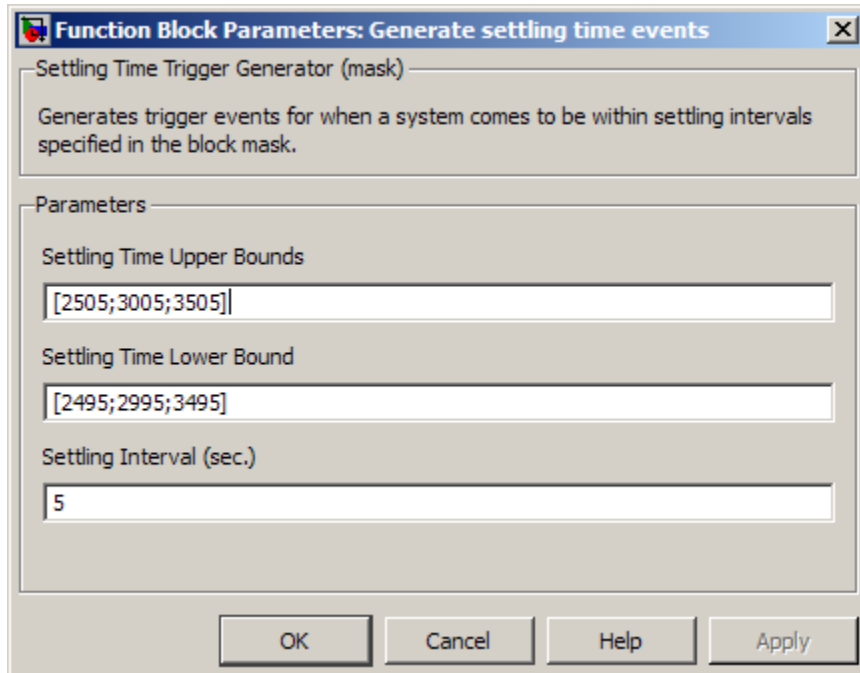 Function Block Parameters: Generate settling time events
Settling Time Trigger Generator (mask)
Generates trigger events for when a system comes to be within settling intervals
specified in the block mask.
Parameters
Settling Time Upper Bounds
[2505;3005;3505]
Settling Time Lower Bound
[2495;2995;3495]
Settling Interval (sec.)
5
OK Cancel Help Apply